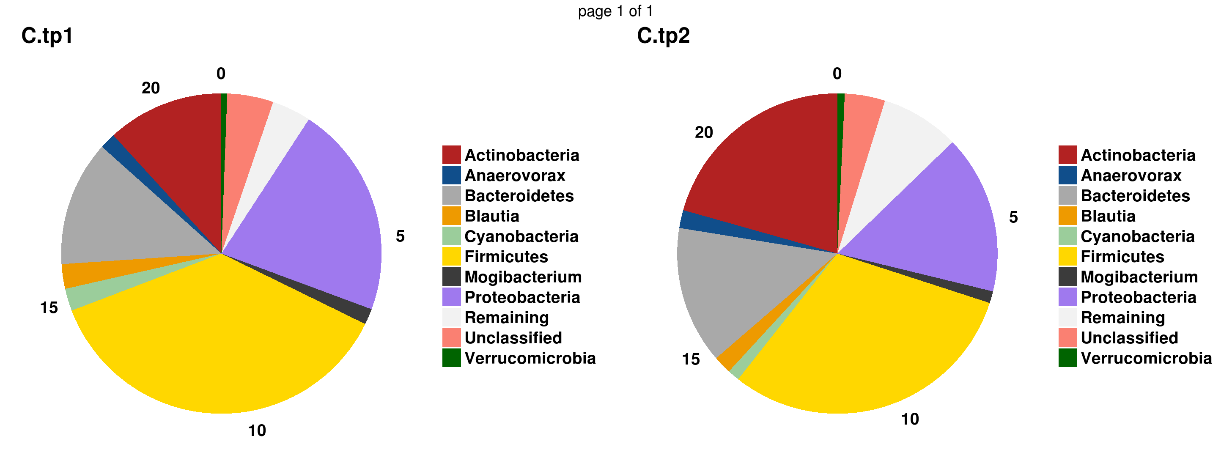 page 1 of 1
C.tp1
0
5
10
15
20
Actinobacteria
Anaerovorax
Bacteroidetes
Blautia
Cyanobacteria
Firmicutes
Mogibacterium
Proteobacteria
Remaining
Unclassified
Verrucomicrobia
C.tp2
0
5
10
15
20
Actinobacteria
Anaerovorax
Bacteroidetes
Blautia
Cyanobacteria
Firmicutes
Mogibacterium
Proteobacteria
Remaining
Unclassified
Verrucomicrobia